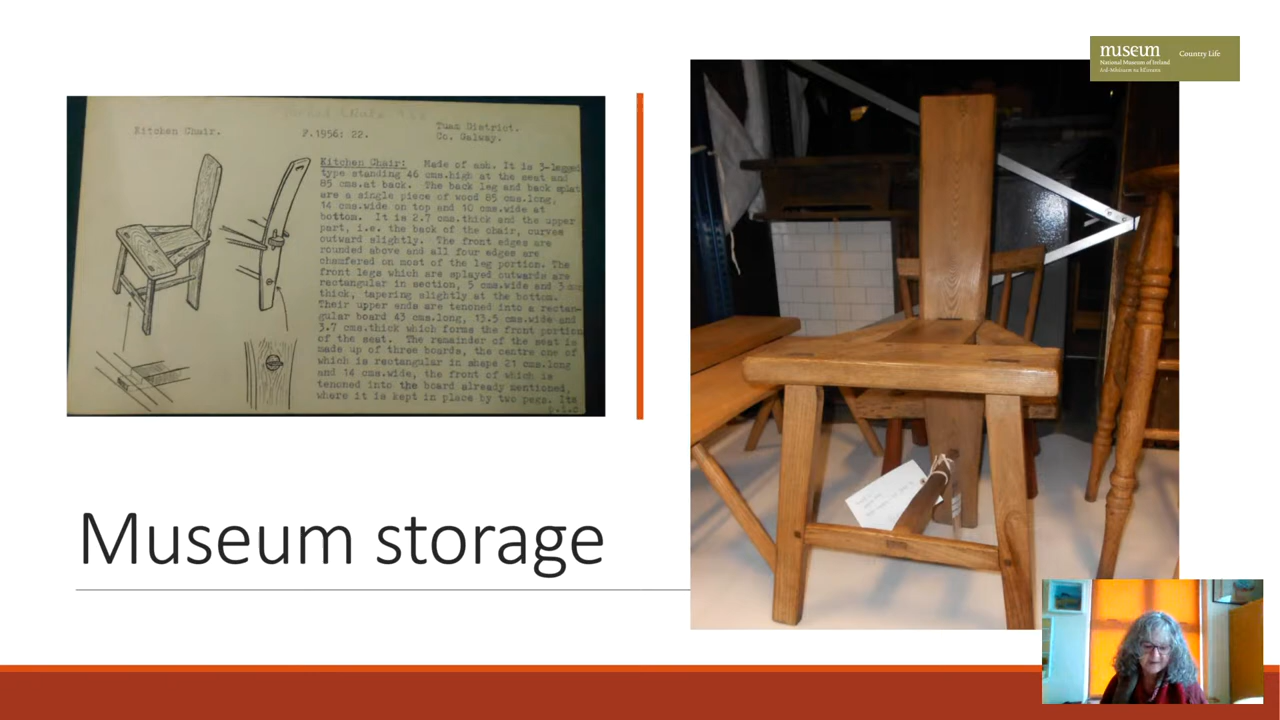 museum
Country Life
National Museum of Ireland
Ard-Mhúsaem na hÉireann
Kitchen Chair.
F.1956: 22.
Tuam District.
Co. Galway.
Kitchen Chair: Made of ash. It is 3-legged
type standing 46 cms.high at the seat and
85 cms.at back. The back leg and back splat
are a single piece of wood 85 cms.long,
14 cms.wide on top and 10 cms.wide at
bottom. It is 2.7 cms.thick and the upper
part, i.e. the back of the chair, curves
outward slightly. The front edges are
rounded above and all four edges are
chamfered on most of the leg portion. The
front legs which are splayed outwards are
rectangular in section, 5 cms.wide and 3 cms
thick, tapering slightly at the bottom.
Their upper ends are tenoned into a rectan-
gular board 43 cms.long, 13.5 cms.wide and
3.7 cms.thick which forms the front portion
of the seat. The remainder of the seat is
made up of three boards, the centre one of
which is rectangular in shape 21 cms.long
and 14 cms.wide, the front of which is
tenoned into the board already mentioned,
where it is kept in place by two pegs. Its
Museum storage